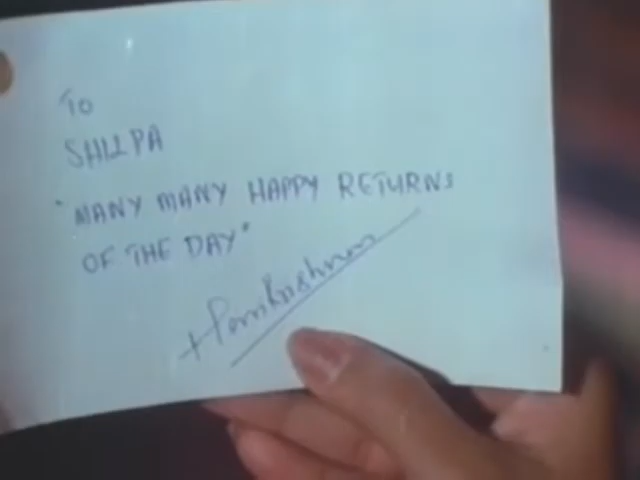 To
SHILPA
"MANY MANY HAPPY RETURNS
OF THE DAY"